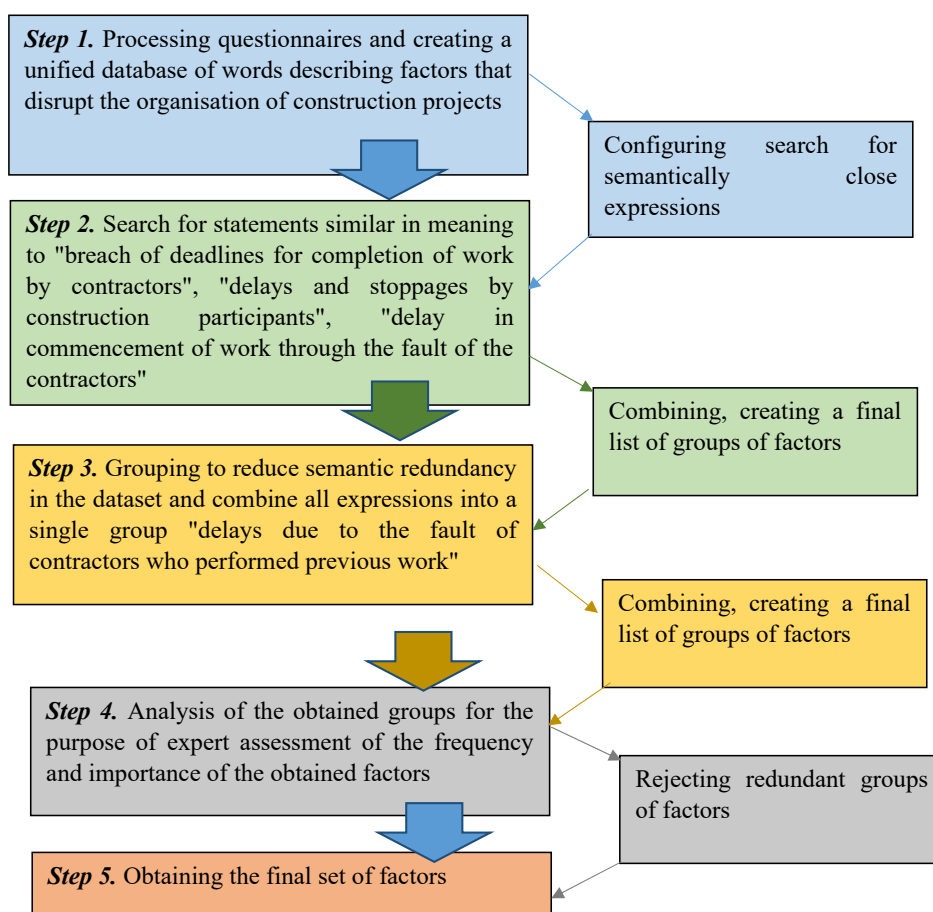 Step 1. Processing questionnaires and creating a
unified database of words describing factors that
disrupt the organisation of construction projects
Configuring search for
semantically close
expressions
Step 2. Search for statements similar in meaning
to "breach of deadlines for completion of work
by contractors", "delays and stoppages by
construction participants", "delay in
commencement of work through the fault of the
contractors"
Combining, creating a final
list of groups of factors
Step 3. Grouping to reduce semantic redundancy
in the dataset and combine all expressions into a
single group "delays due to the fault of
contractors who performed previous work"
Combining, creating a final
list of groups of factors
Step 4. Analysis of the obtained groups for the
purpose of expert assessment of the frequency
and importance of the obtained factors
Rejecting redundant groups
of factors
Step 5. Obtaining the final set of factors